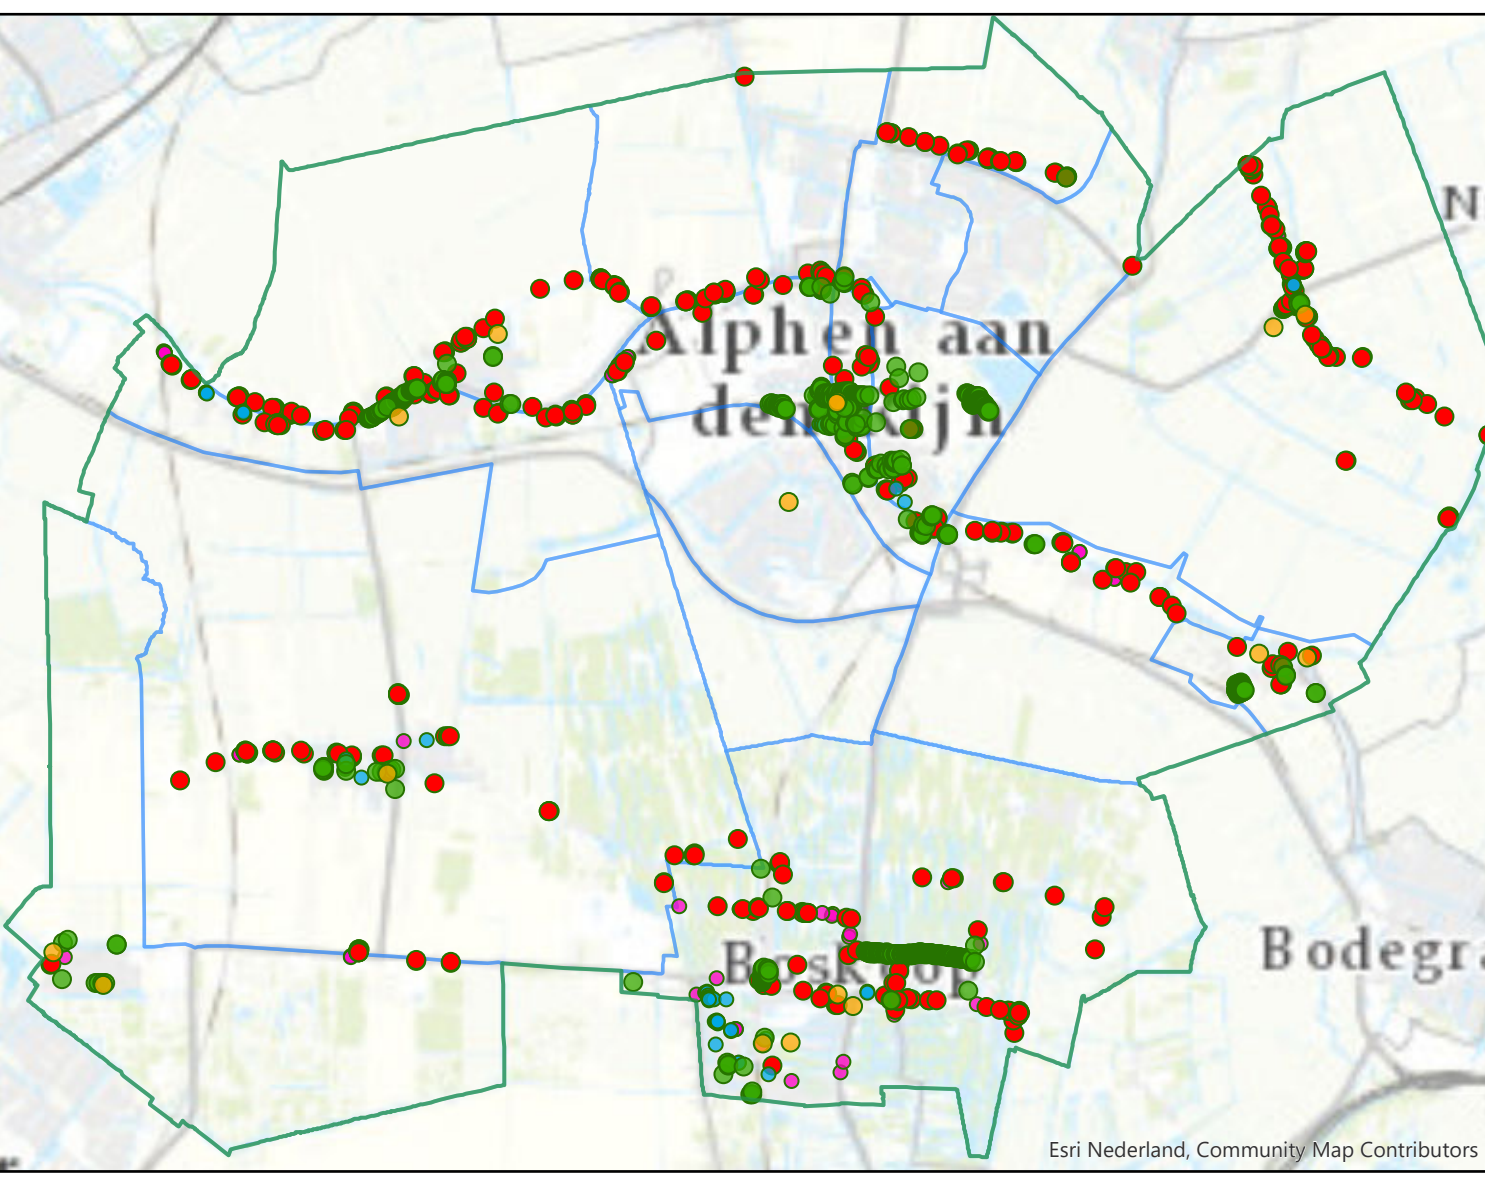 N
Alphen aan
den Rijn
Boskoop
Bodegra
Esri Nederland, Community Map Contributors